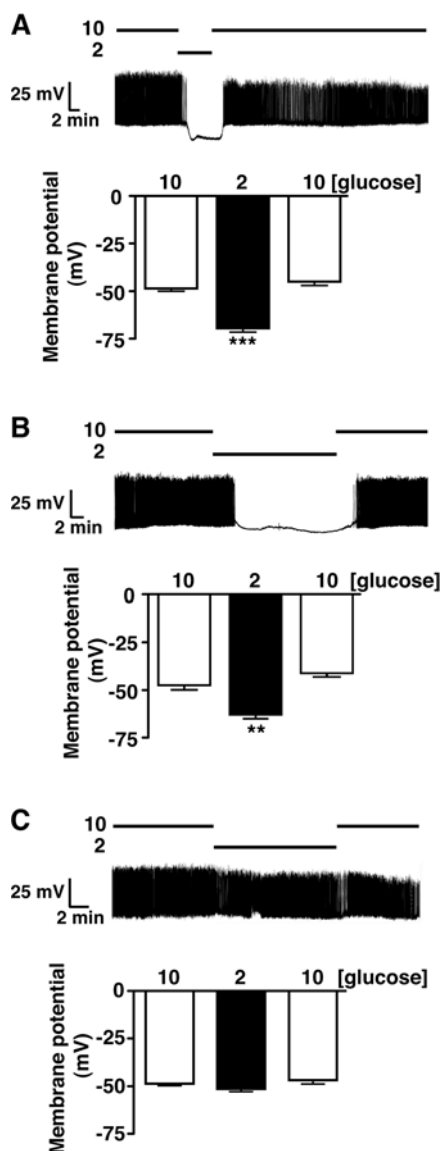 A
10
2
25 mV
2 min
10 2 10 [glucose]
0
-25
-50
-75
Membrane potential
(mV)
***
B
10
2
25 mV
2 min
10 2 10 [glucose]
0
-25
-50
-75
Membrane potential
(mV)
**
C
10
2
25 mV
2 min
10 2 10 [glucose]
0
-25
-50
-75
Membrane potential
(mV)